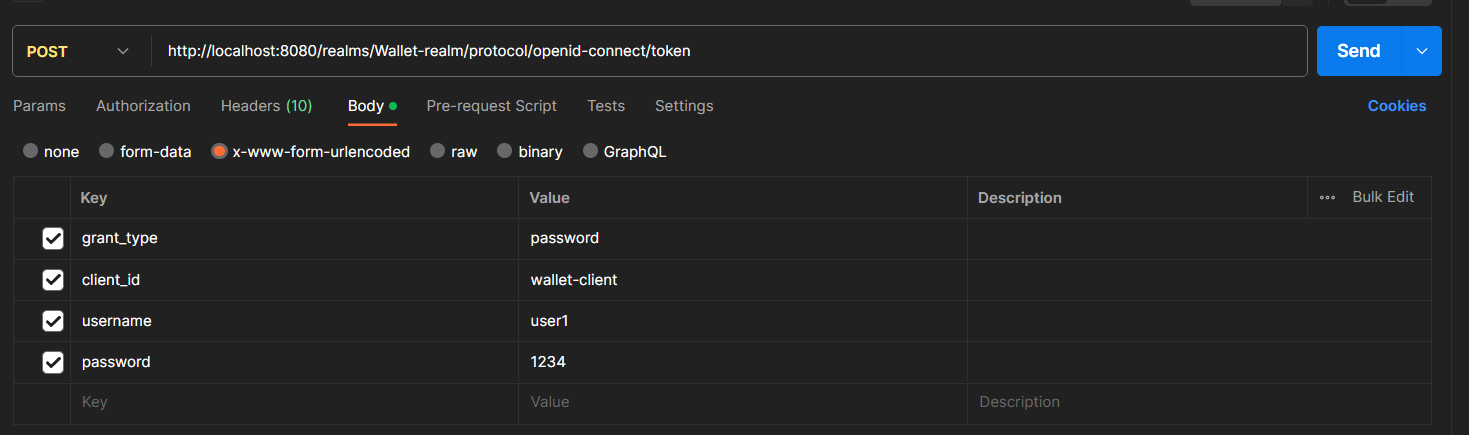 POST http://localhost:8080/realms/Wallet-realm/protocol/openid-connect/token Send
Params Authorization Headers (10) Body Pre-request Script Tests Settings Cookies
none form-data x-www-form-urlencoded raw binary GraphQL
Key Value Description Bulk Edit
grant_type password
client_id wallet-client
username user1
password 1234
Key Value Description